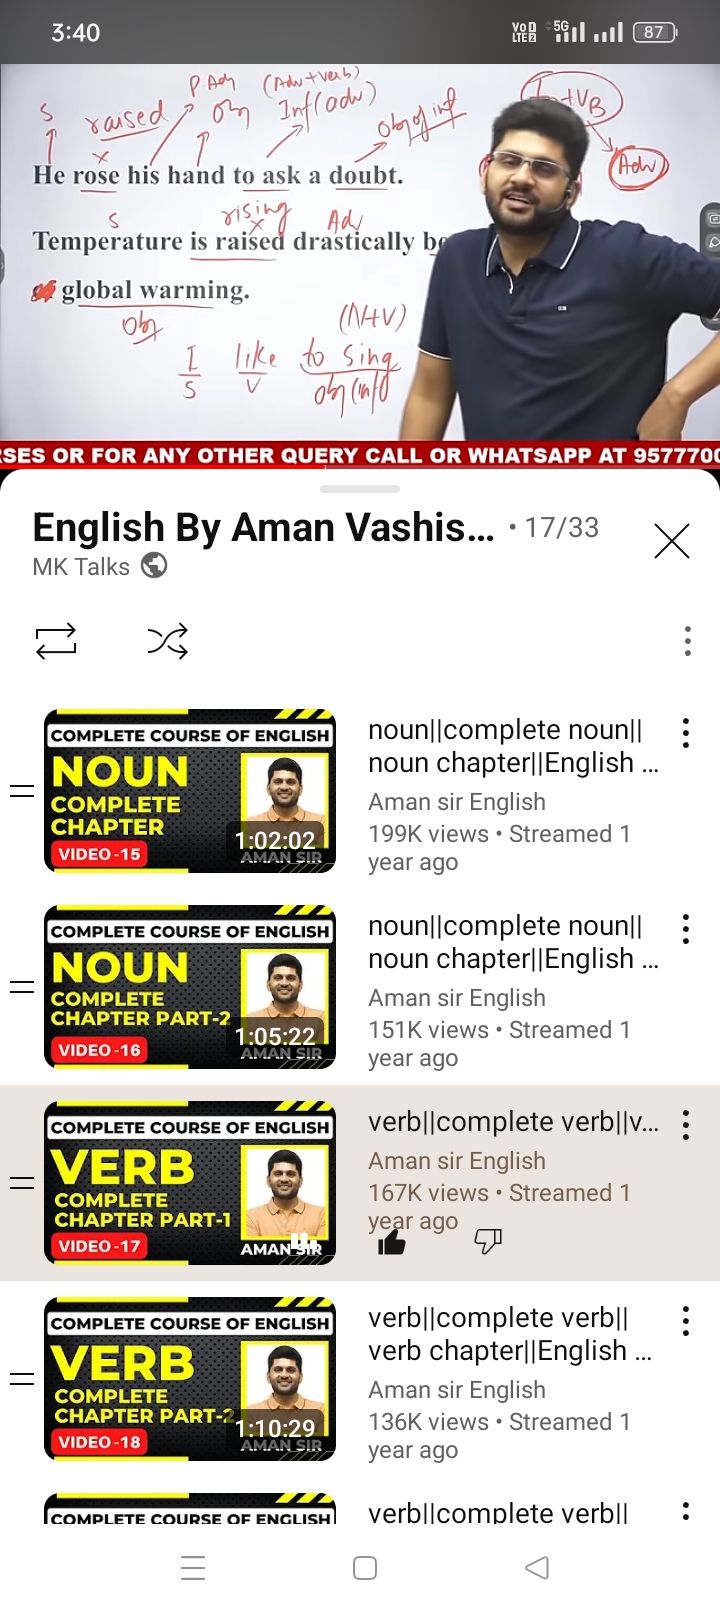 3:40
VoD LTE2 5G 87
P. Adj (Adv+verb)
S raised Obj Inf(adv) Obj of inf
+VB
He rose his hand to ask a doubt.
Adv
S rising Ad
Temperature is raised drastically b
global warming.
Obj (N+V)
I like to sing
S V Obj(inf)
RSES OR FOR ANY OTHER QUERY CALL OR WHATSAPP AT 957770
English By Aman Vashis... • 17/33
MK Talks
COMPLETE COURSE OF ENGLISH
NOUN
COMPLETE
CHAPTER
VIDEO -15
1:02:02
AMAN SIR
noun||complete noun||
noun chapter||English ...
Aman sir English
199K views • Streamed 1
year ago
COMPLETE COURSE OF ENGLISH
NOUN
COMPLETE
CHAPTER PART-2
VIDEO -16
1:05:22
AMAN SIR
noun||complete noun||
noun chapter||English ...
Aman sir English
151K views • Streamed 1
year ago
COMPLETE COURSE OF ENGLISH
VERB
COMPLETE
CHAPTER PART-1
VIDEO -17
AMAN SIR
verb||complete verb||v...
Aman sir English
167K views • Streamed 1
year ago
COMPLETE COURSE OF ENGLISH
VERB
COMPLETE
CHAPTER PART-2
VIDEO -18
1:10:29
AMAN SIR
verb||complete verb||
verb chapter||English ...
Aman sir English
136K views • Streamed 1
year ago
COMPLETE COURSE OF ENGLISH
verb||complete verb||